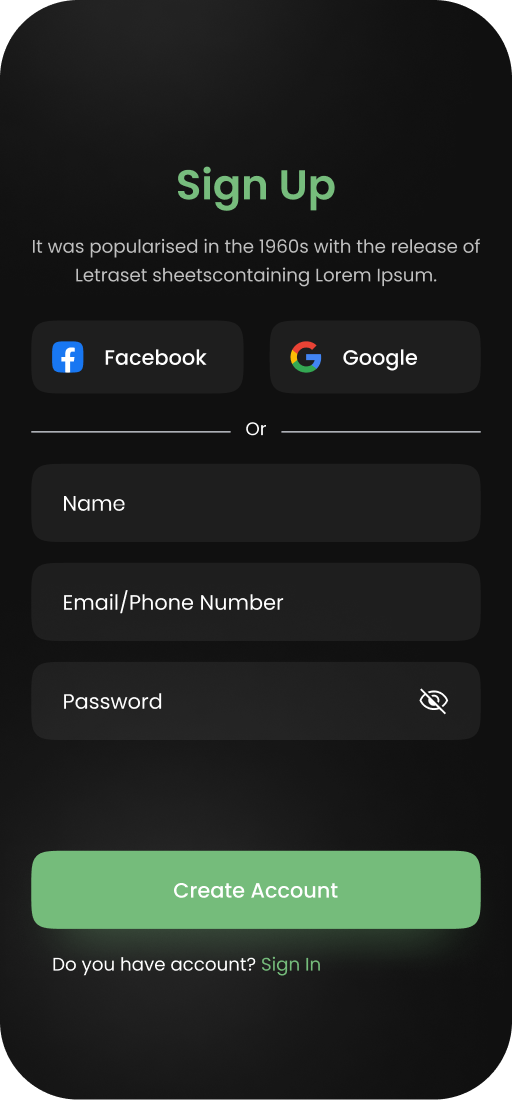 Sign Up
It was popularised in the 1960s with the release of
Letraset sheetscontaining Lorem Ipsum.
Facebook
Google
Or
Name
Email/Phone Number
Password
Create Account
Do you have account? Sign In